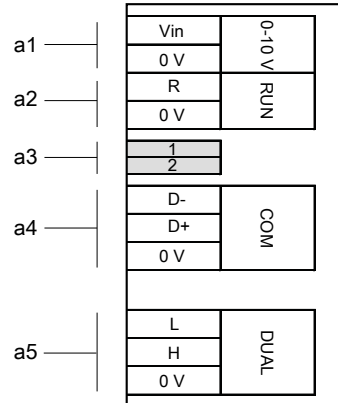 a1
Vin
0 V
0-10 V
a2
R
0 V
RUN
a3
1
2
a4
D-
D+
0 V
COM
a5
L
H
0 V
DUAL